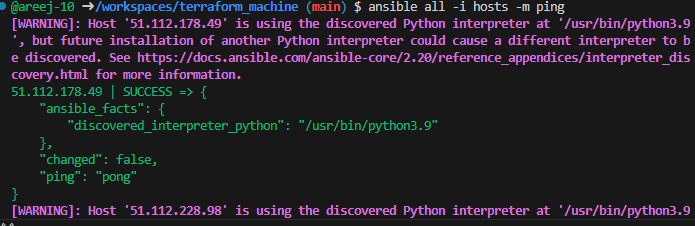 @areej-10 ➜/workspaces/terraform_machine (main) $ ansible all -i hosts -m ping
[WARNING]: Host '51.112.178.49' is using the discovered Python interpreter at '/usr/bin/python3.9
', but future installation of another Python interpreter could cause a different interpreter to b
e discovered. See https://docs.ansible.com/ansible-core/2.20/reference_appendices/interpreter_dis
covery.html for more information.
51.112.178.49 | SUCCESS => {
    "ansible_facts": {
        "discovered_interpreter_python": "/usr/bin/python3.9"
    },
    "changed": false,
    "ping": "pong"
}
[WARNING]: Host '51.112.228.98' is using the discovered Python interpreter at '/usr/bin/python3.9